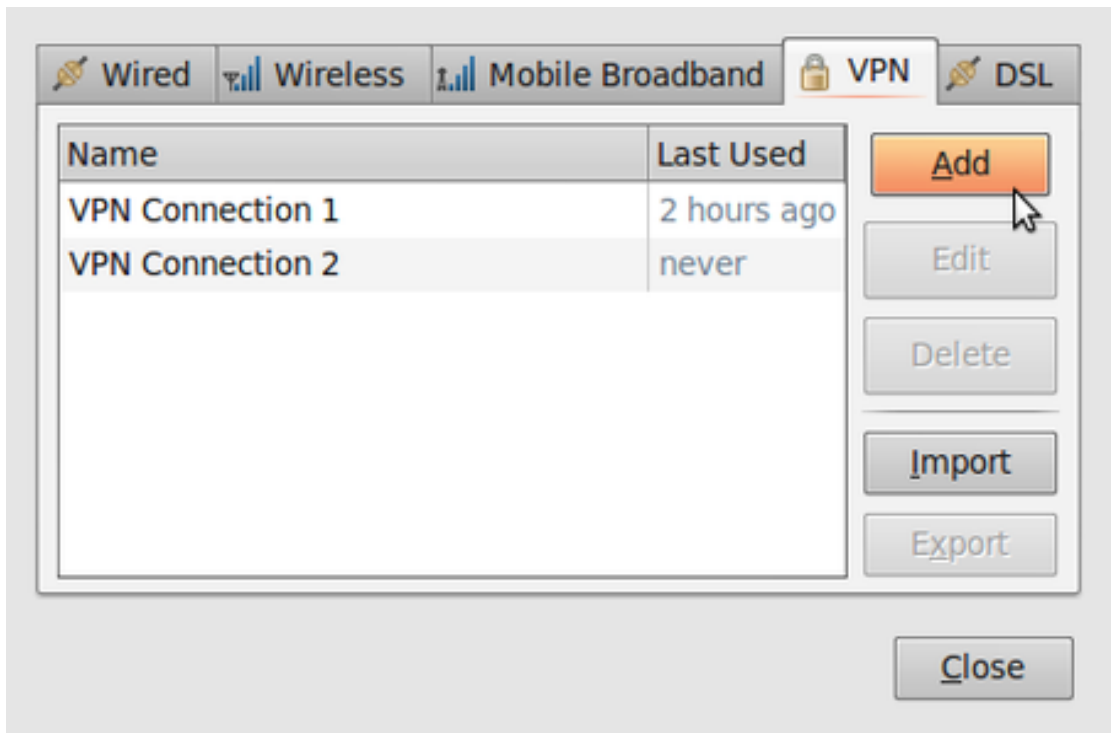 Wired Wireless Mobile Broadband VPN DSL
Name Last Used
VPN Connection 1 2 hours ago
VPN Connection 2 never
Add
Edit
Delete
Import
Export
Close